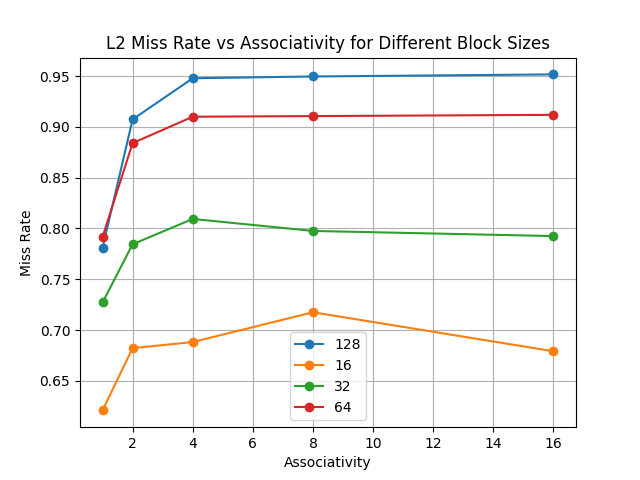 L2 Miss Rate vs Associativity for Different Block Sizes
Miss Rate
0.95
0.90
0.85
0.80
0.75
0.70
0.65
128
16
32
64
2 4 6 8 10 12 14 16
Associativity